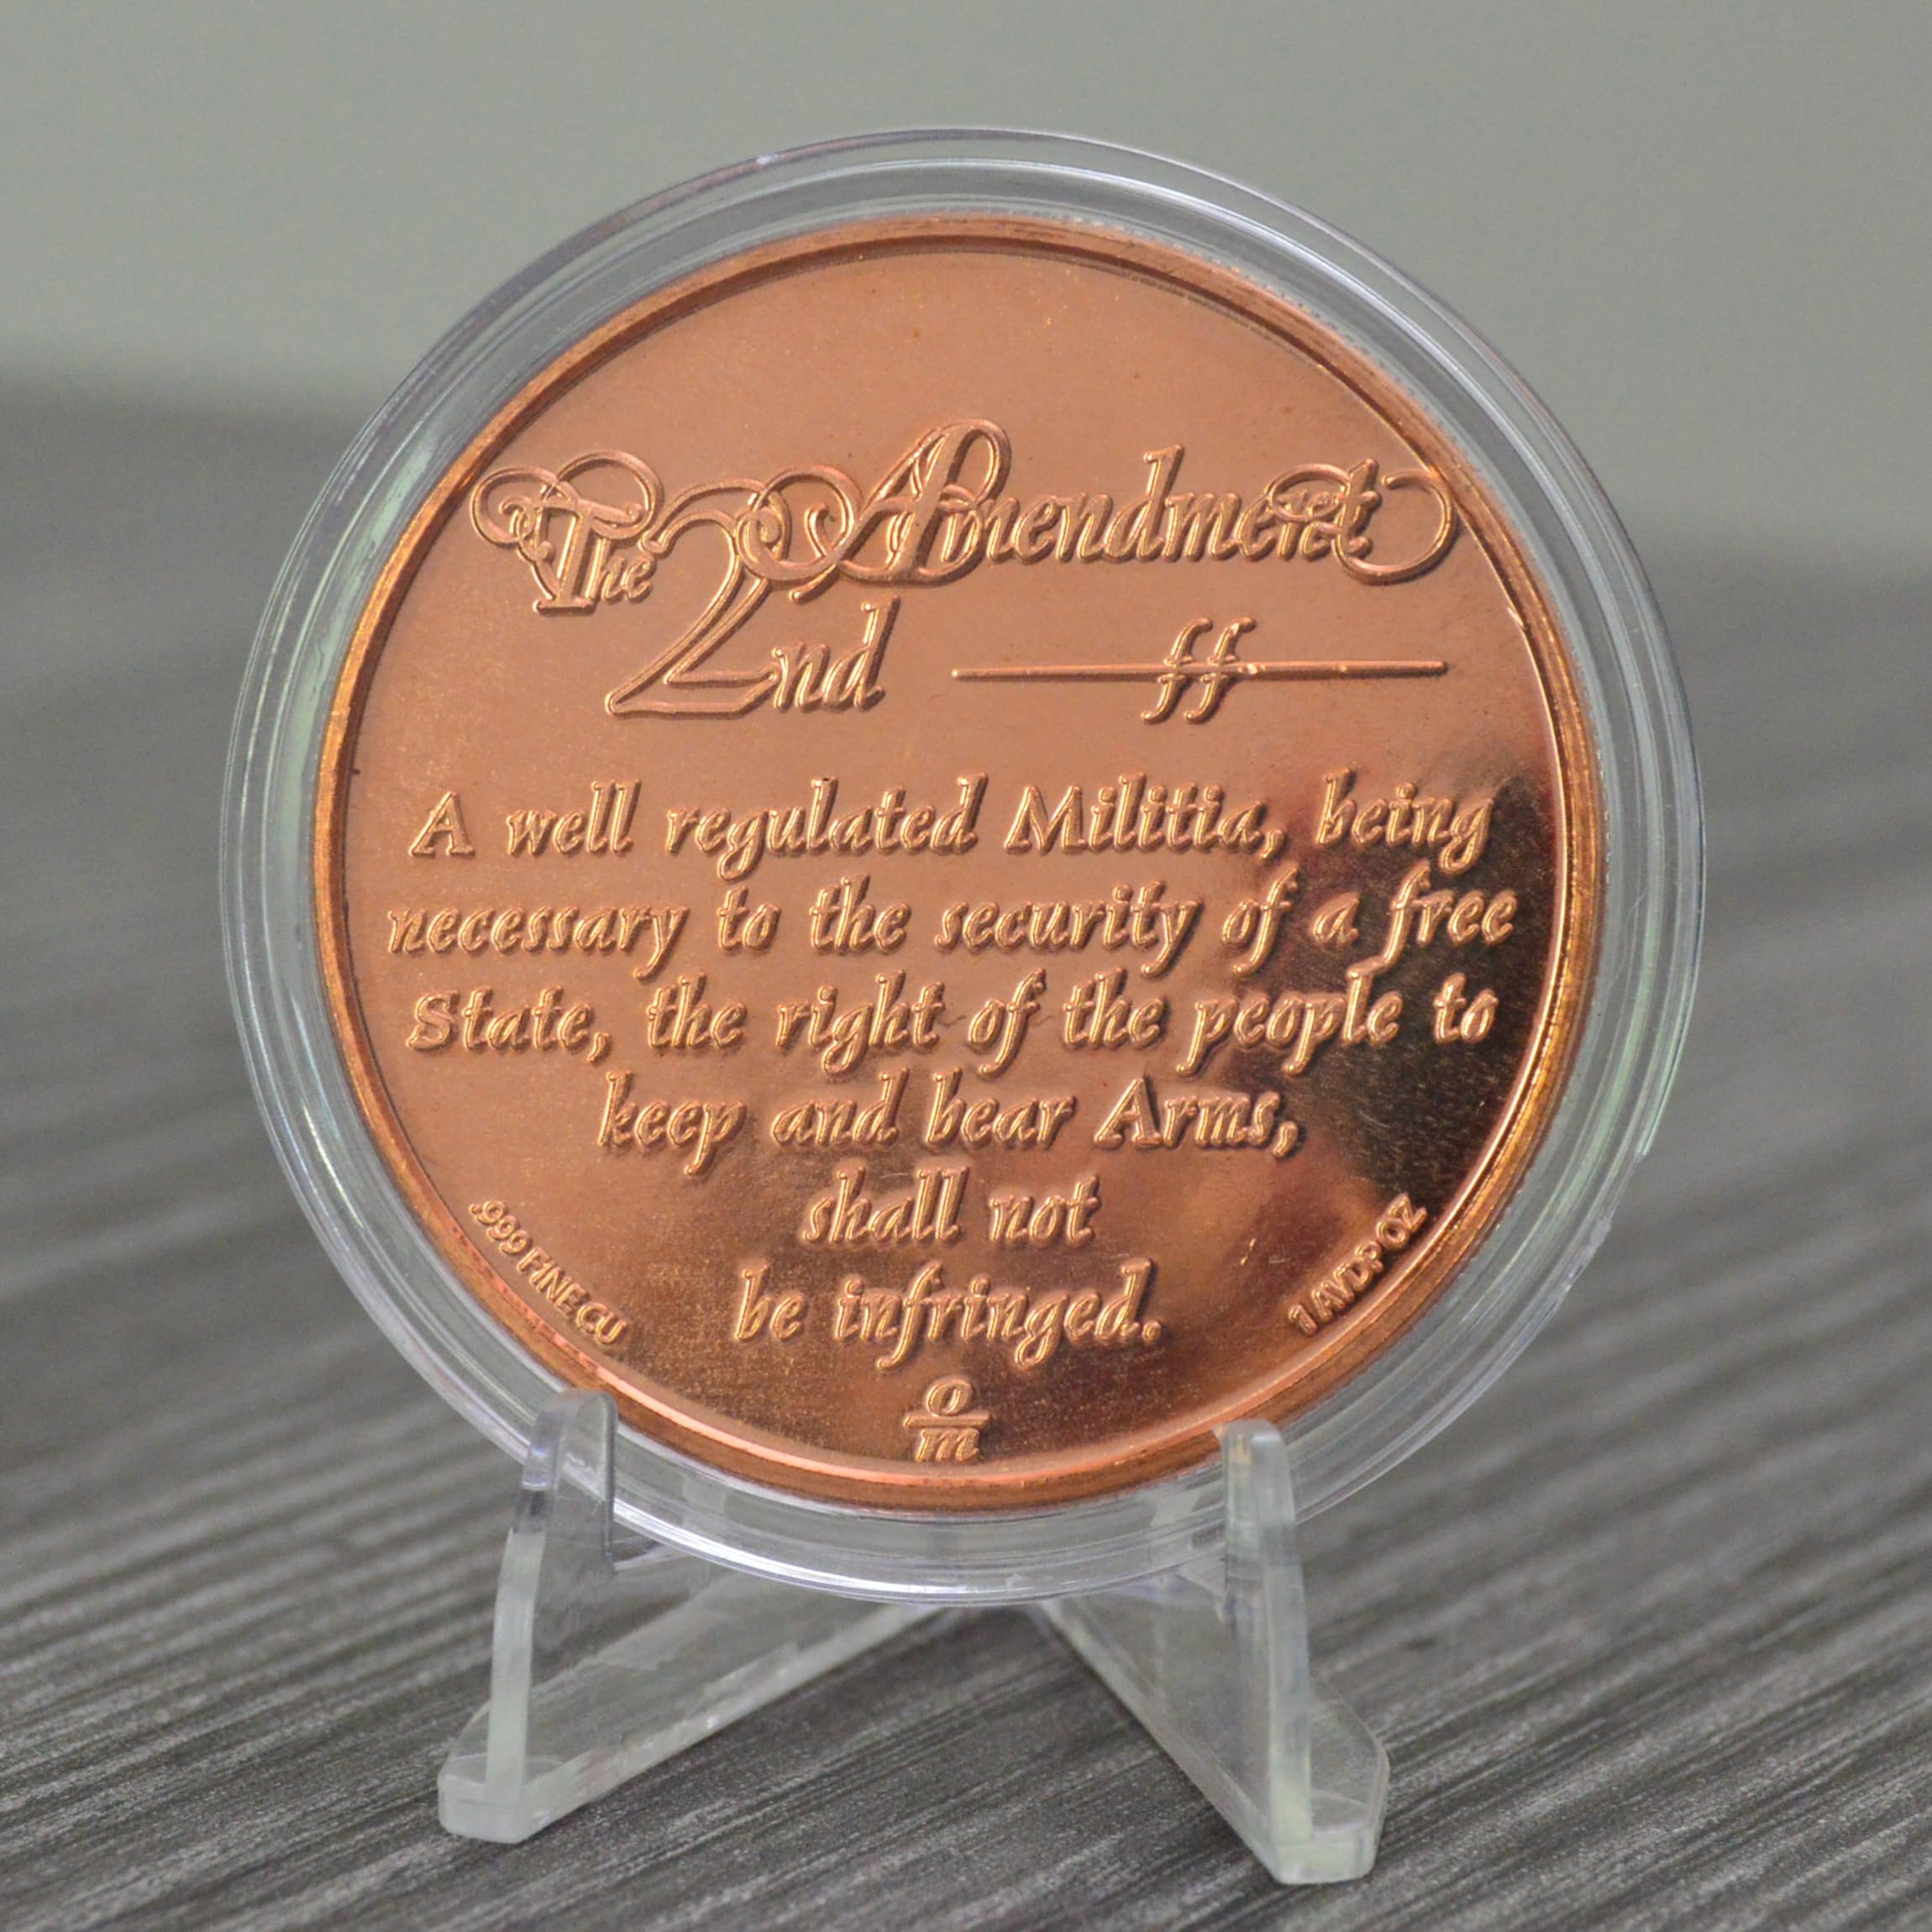 The 2nd Amendment
A well regulated Militia, being
necessary to the security of a free
State, the right of the people to
keep and bear Arms,
shall not
be infringed.
.999 FINE CU
1 AVDP OZ
o
m